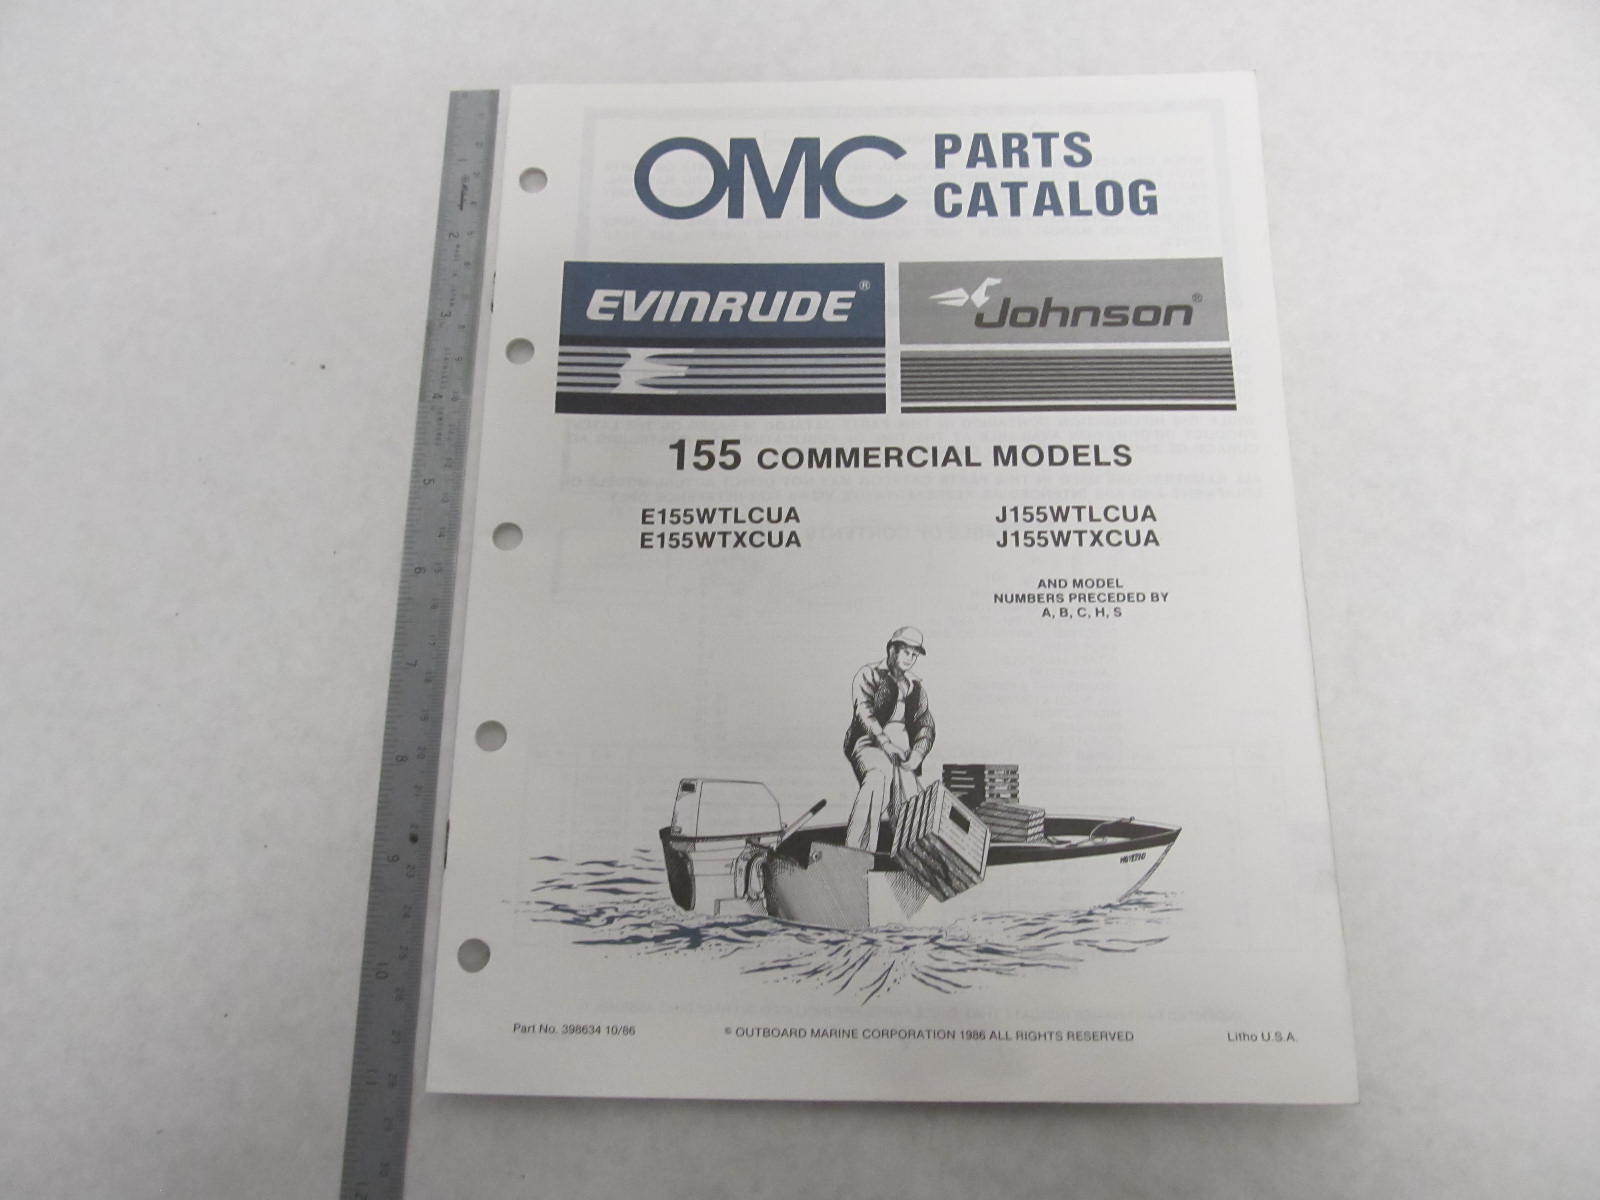 OMC PARTS CATALOG
EVINRUDE®
Johnson®
155 COMMERCIAL MODELS
E155WTLCUA J155WTLCUA
E155WTXCUA J155WTXCUA
AND MODEL
NUMBERS PRECEDED BY
A, B, C, H, S
Part No. 398634 10/86 © OUTBOARD MARINE CORPORATION 1986 ALL RIGHTS RESERVED Litho U.S.A.